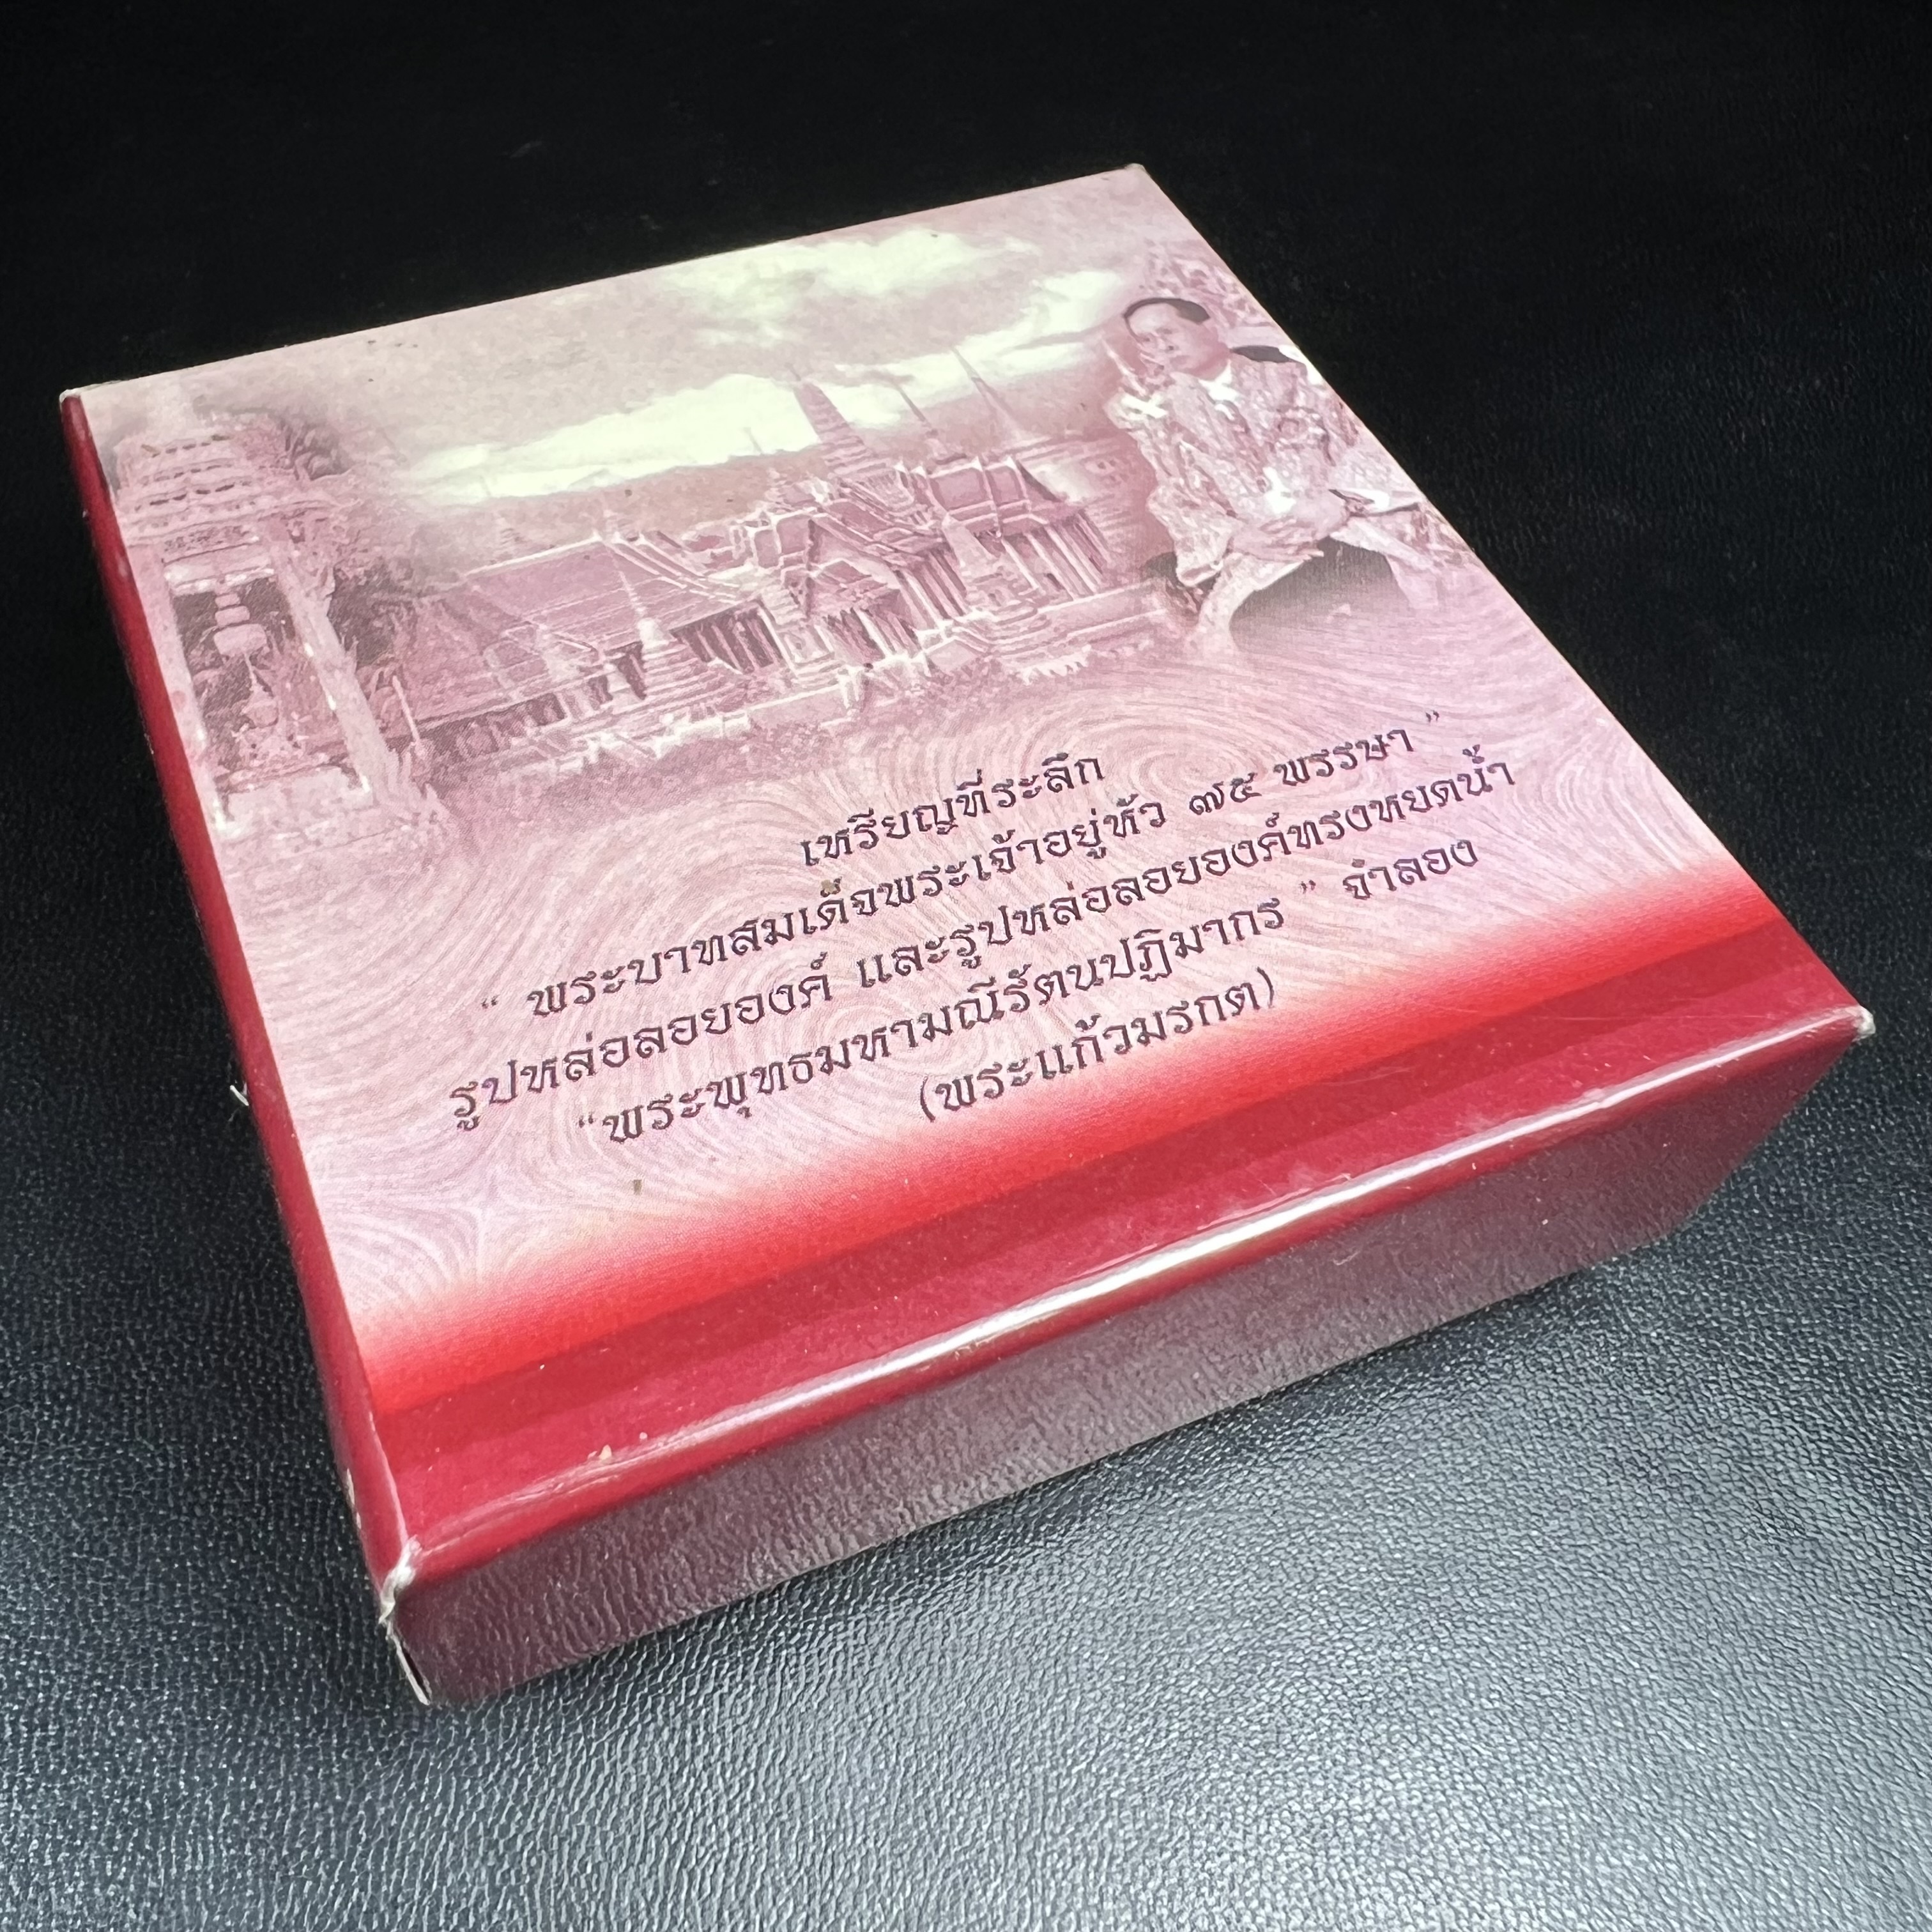 เหรียญที่ระลึก
“ พระบาทสมเด็จพระเจ้าอยู่หัว ๗๕ พรรษา ”
รูปหล่อลอยองค์ และรูปหล่อลอยองค์ทรงหยดน้ำ
“พระพุทธมหามณีรัตนปฏิมากร ” จำลอง
(พระแก้วมรกต)